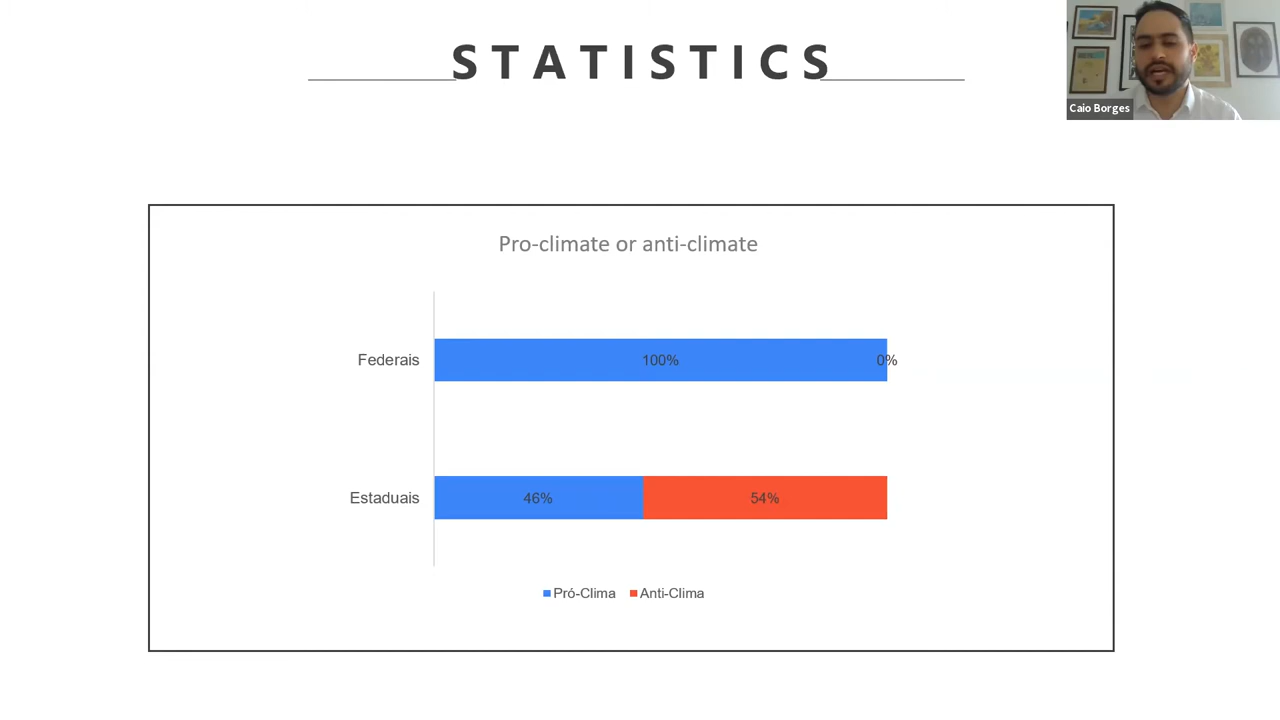 STATISTICS
Caio Borges
Pro-climate or anti-climate
Federais 100% 0%
Estaduais 46% 54%
Pró-Clima Anti-Clima